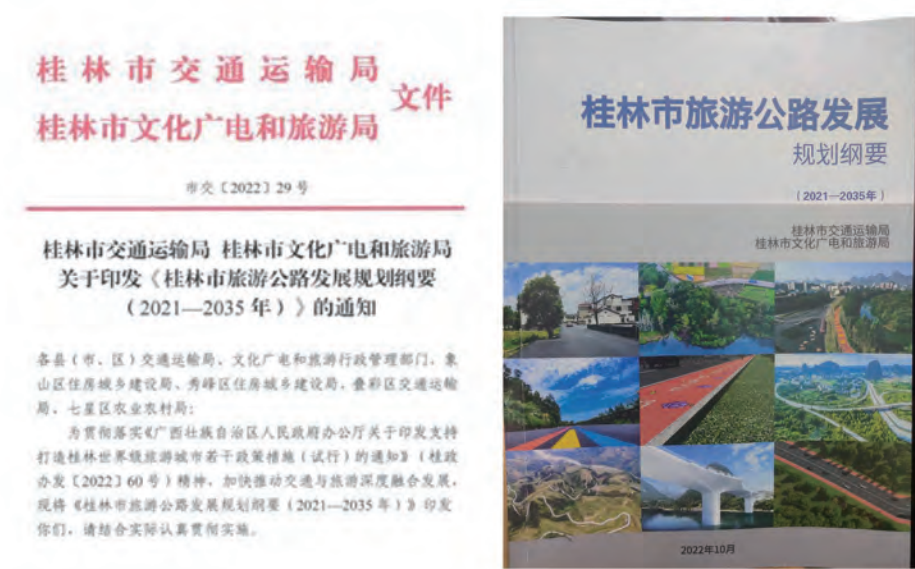 桂林市交通运输局
桂林市文化广电和旅游局
文件
市交〔2022〕29号
桂林市交通运输局 桂林市文化广电和旅游局
关于印发《桂林市旅游公路发展规划纲要
（2021—2035年）》的通知
各县（市、区）交通运输局、文化广电和旅游行政管理部门、象
山区住房城乡建设局、秀峰区住房城乡建设局、叠彩区交通运输
局、七星区农业农村局：
为贯彻落实《广西壮族自治区人民政府办公厅关于印发支持
打造桂林世界级旅游城市若干政策措施（试行）的通知》（桂政
办发〔2022〕60号）精神，加快推动交通与旅游深度融合发展，
现将《桂林市旅游公路发展规划纲要（2021—2035年）》印发
你们，请结合实际认真贯彻实施。
桂林市旅游公路发展
规划纲要
（2021—2035年）
桂林市交通运输局
桂林市文化广电和旅游局
2022年10月